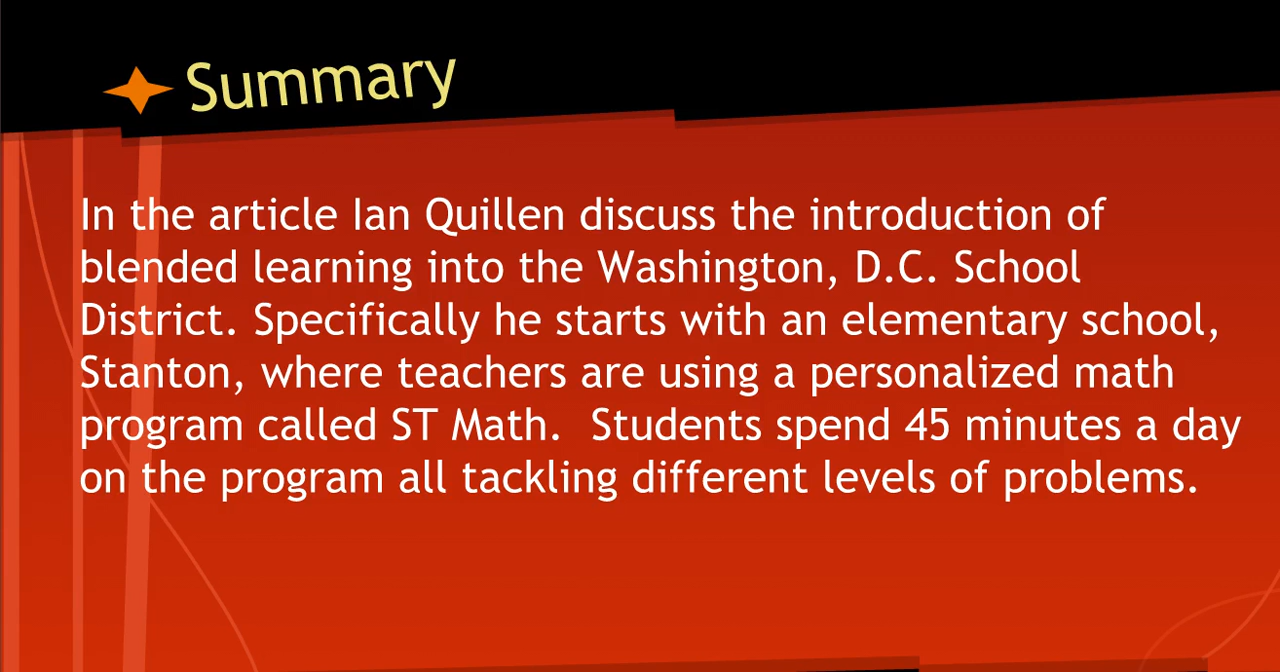 Summary
In the article Ian Quillen discuss the introduction of
blended learning into the Washington, D.C. School
District. Specifically he starts with an elementary school,
Stanton, where teachers are using a personalized math
program called ST Math.  Students spend 45 minutes a day
on the program all tackling different levels of problems.